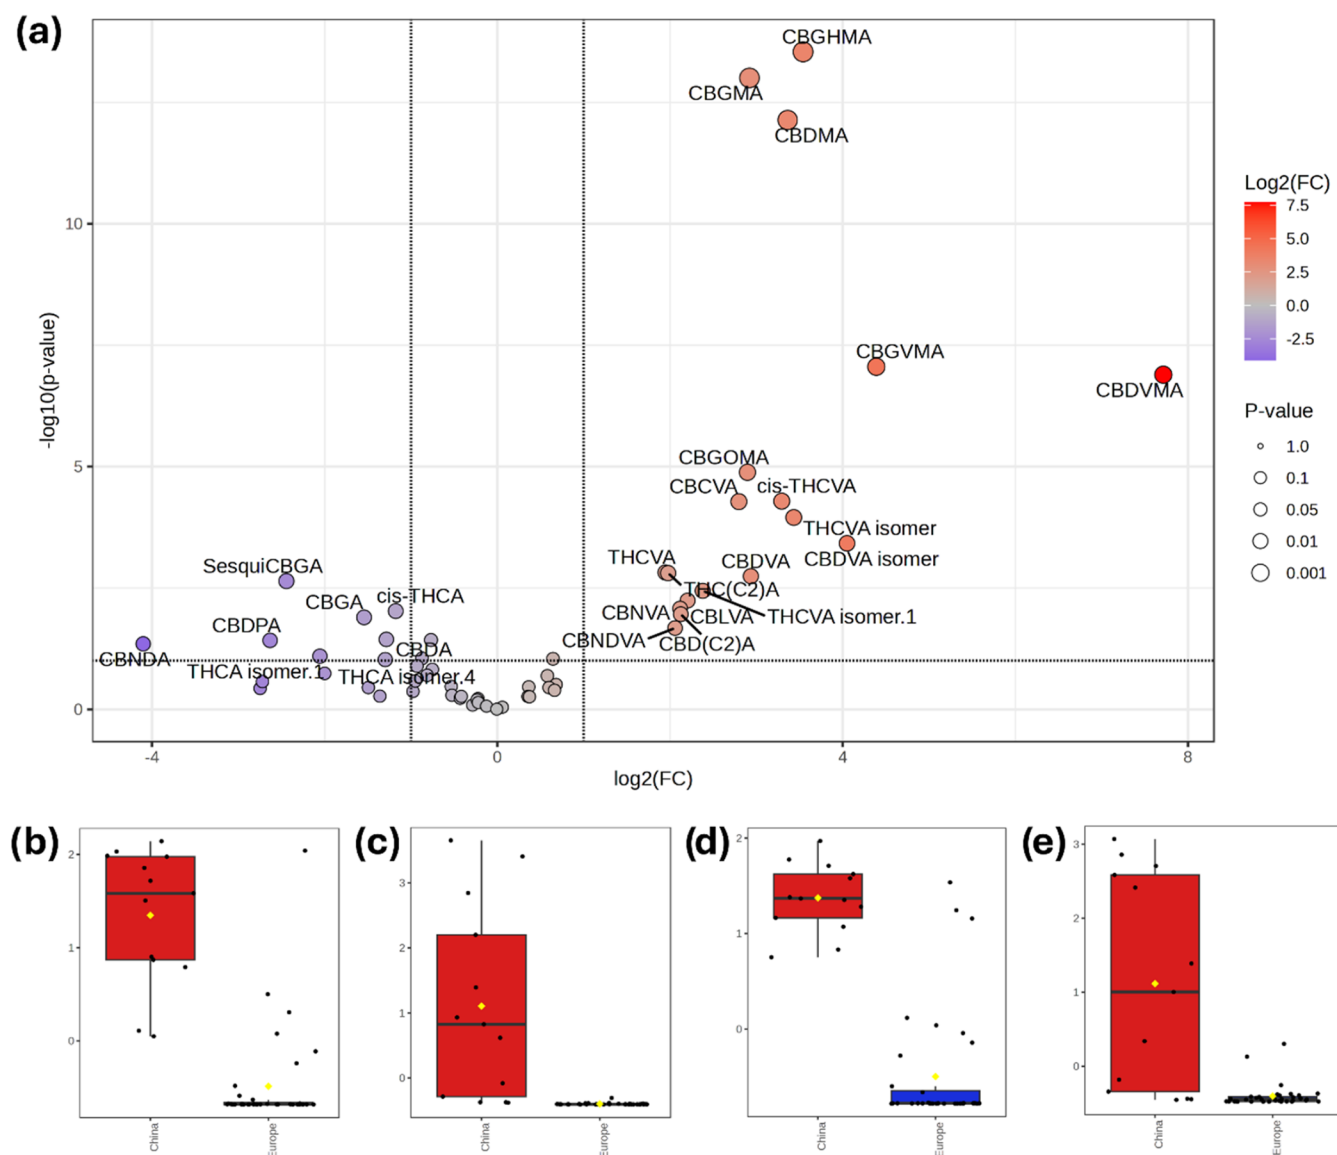 (a)
CBGHMA
CBGMA
CBDMA
CBGVMA
CBDVMA
CBGOMA
CBCVA
cis-THCVA
THCVA isomer
CBDVA isomer
THCVA
CBDVA
THC(C2)A
THCVA isomer.1
CBNVA
CBLVA
CBNDVA
CBD(C2)A
SesquiCBGA
CBGA
cis-THCA
CBDPA
CBDA
CBNDA
THCA isomer.1
THCA isomer.4
10
5
0
-log10(p-value)
-4
0
4
8
log2(FC)
Log2(FC)
7.5
5.0
2.5
0.0
-2.5
P-value
1.0
0.1
0.05
0.01
0.001
(b)
2
1
0
China
Europe
(c)
3
2
1
0
China
Europe
(d)
2
1
0
China
Europe
(e)
3
2
1
0
China
Europe